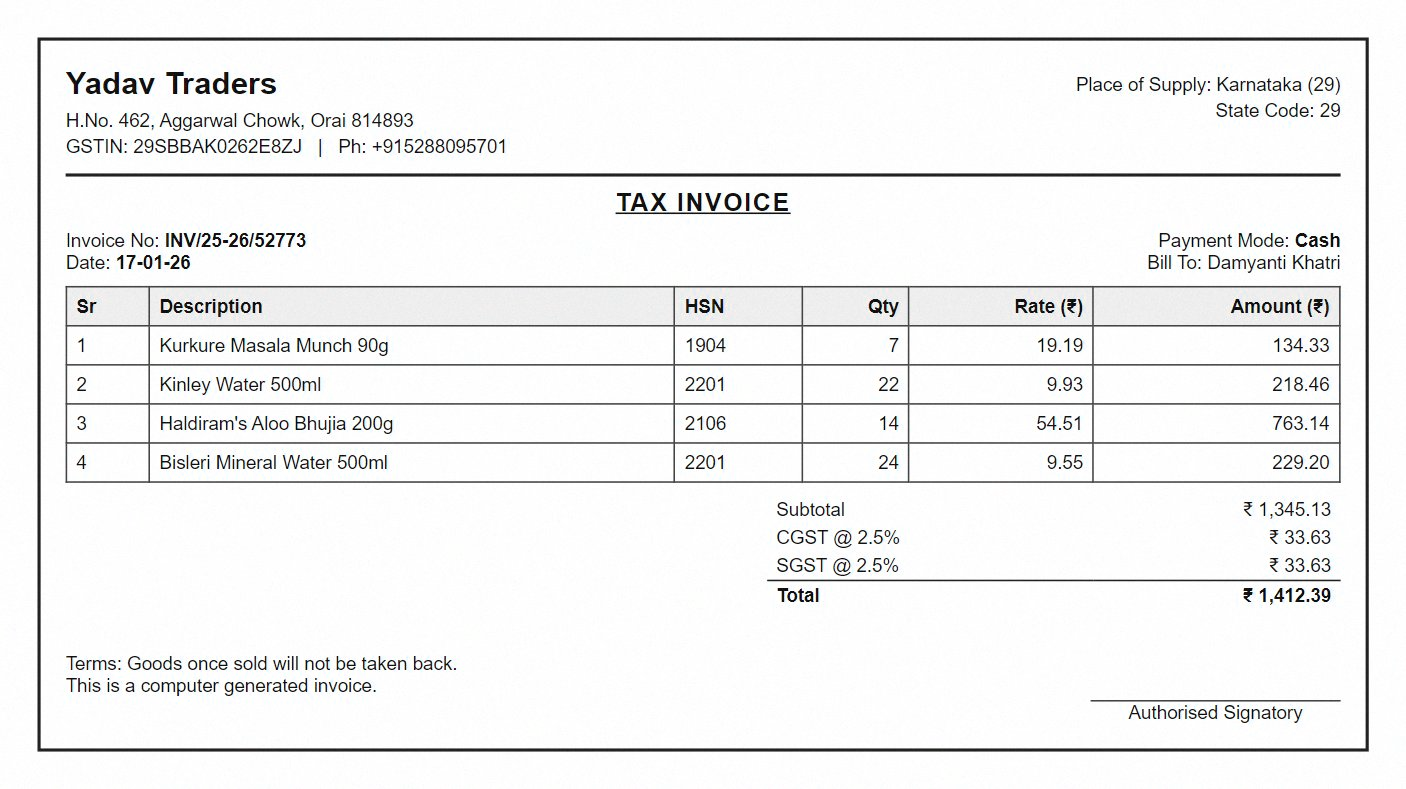 Yadav Traders
H.No. 462, Aggarwal Chowk, Orai 814893
GSTIN: 29SBBAK0262E8ZJ | Ph: +915288095701
Place of Supply: Karnataka (29)
State Code: 29
TAX INVOICE
Invoice No: INV/25-26/52773
Date: 17-01-26
Payment Mode: Cash
Bill To: Damyanti Khatri
Sr Description HSN Qty Rate (₹) Amount (₹)
1 Kurkure Masala Munch 90g 1904 7 19.19 134.33
2 Kinley Water 500ml 2201 22 9.93 218.46
3 Haldiram's Aloo Bhujia 200g 2106 14 54.51 763.14
4 Bisleri Mineral Water 500ml 2201 24 9.55 229.20
Subtotal ₹ 1,345.13
CGST @ 2.5% ₹ 33.63
SGST @ 2.5% ₹ 33.63
Total ₹ 1,412.39
Terms: Goods once sold will not be taken back.
This is a computer generated invoice.
Authorised Signatory